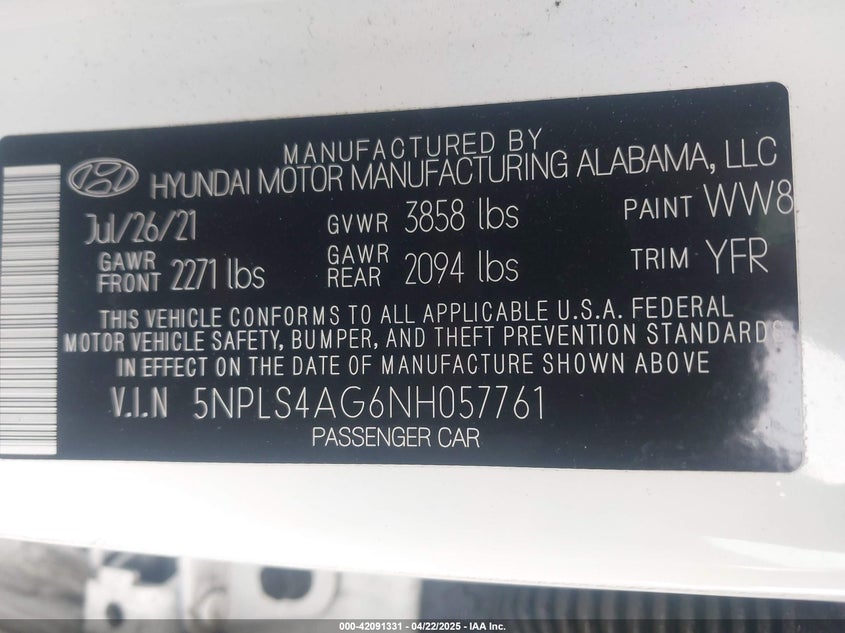 MANUFACTURED BY
HYUNDAI MOTOR MANUFACTURING ALABAMA, LLC
Jul/26/21 GVWR 3858 lbs PAINT WW8
GAWR FRONT 2271 lbs GAWR REAR 2094 lbs TRIM YFR
THIS VEHICLE CONFORMS TO ALL APPLICABLE U.S.A. FEDERAL
MOTOR VEHICLE SAFETY, BUMPER, AND THEFT PREVENTION STANDARDS
IN EFFECT ON THE DATE OF MANUFACTURE SHOWN ABOVE
V.I.N 5NPLS4AG6NH057761
PASSENGER CAR
000-42091331 | 04/22/2025 - IAA Inc.